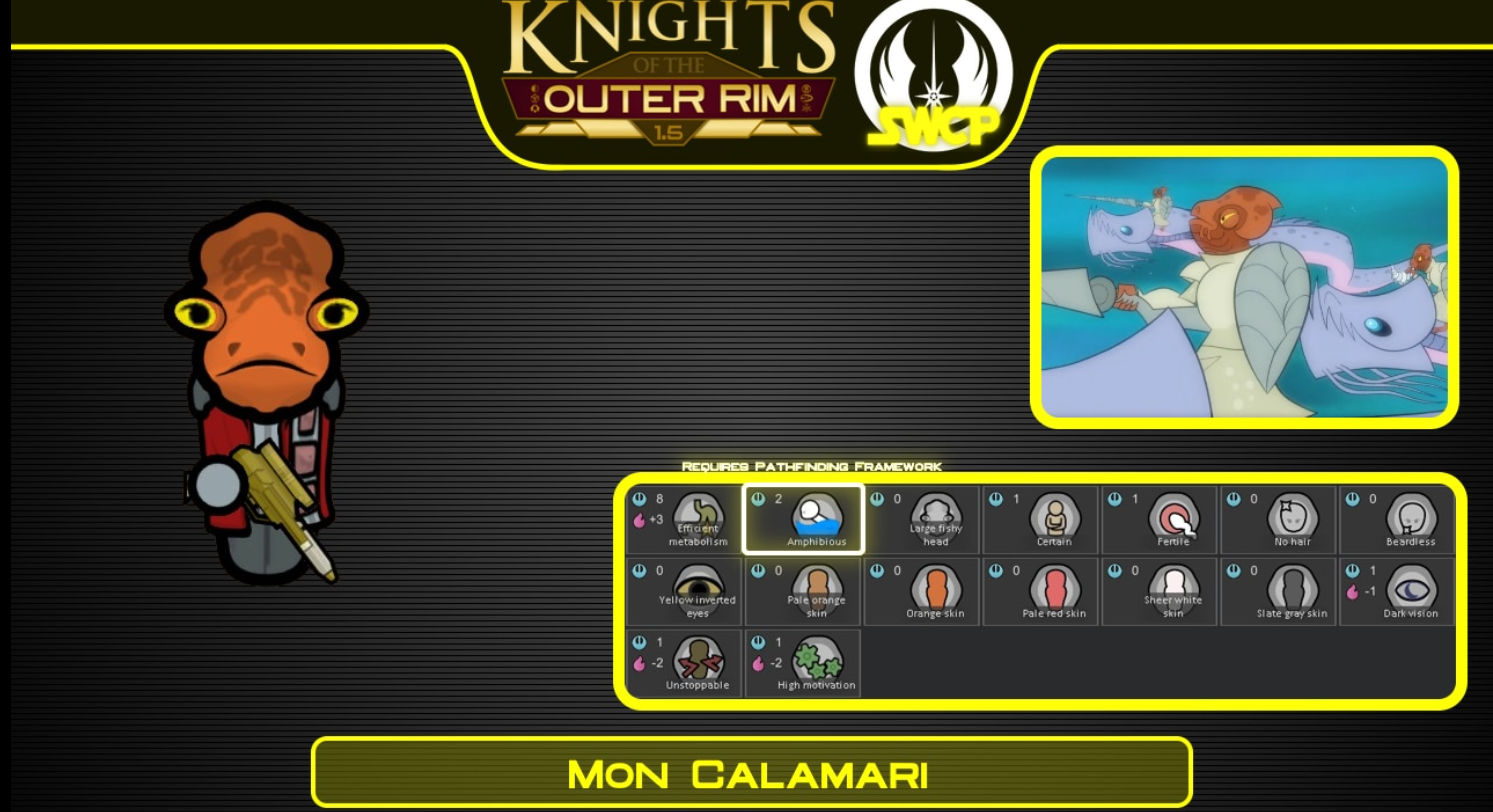 KNIGHTS
OF THE
OUTER RIM
1.5
SWCP
REQUIRES PATHFINDING FRAMEWORK
8
+3
Efficient
metabolism
2
Amphibious
0
Large fishy
head
1
Certain
1
Fertile
0
No hair
0
Beardless
0
Yellow inverted
eyes
0
Pale orange
skin
0
Orange skin
0
Pale red skin
0
Sheer white
skin
0
Slate gray skin
1
-1
Dark vision
1
-2
Unstoppable
1
-2
High motivation
MON CALAMARI